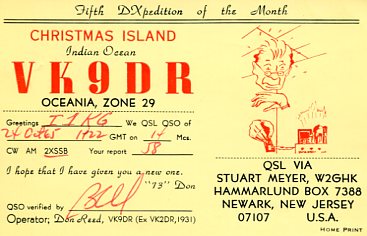 Fifth DXpedition of the Month
CHRISTMAS ISLAND
Indian Ocean
VK9DR
OCEANIA, ZONE 29
Greetings I1KG We QSL QSO of
24 Oct 65 1422 GMT on 14 Mcs.
CW AM 2XSSB Your report 58
I hope that I have given you a new one.
"73" Don
QSO verified by
Operator; Don Reed, VK9DR (Ex VK2DR, 1931)
QSL VIA
STUART MEYER, W2GHK
HAMMARLUND BOX 7388
NEWARK, NEW JERSEY
07107 U.S.A.
HOME PRINT